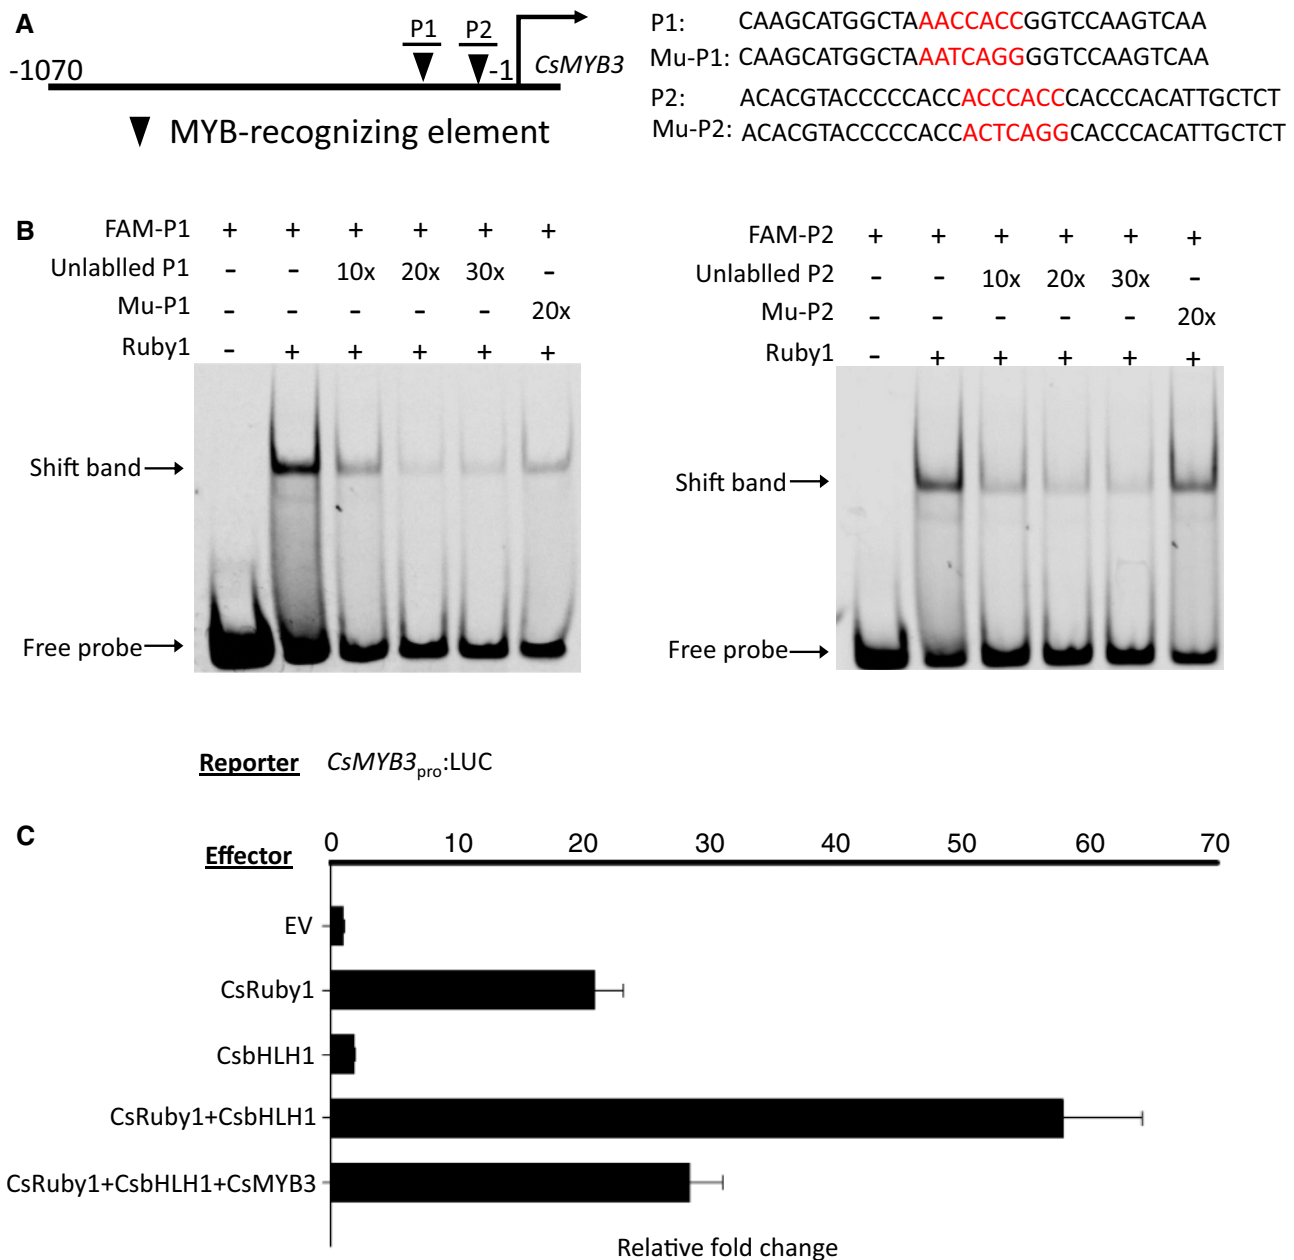 A
-1070
P1
P2
-1
CsMYB3
MYB-recognizing element
P1: CAAGCATGGCTAAACCACCGGTCCAAGTCAA
Mu-P1: CAAGCATGGCTAAATCAGGGGTCCAAGTCAA
P2: ACACGTACCCCCACCACCCACCCACCCACATTGCTCT
Mu-P2: ACACGTACCCCCACCACTCAGGCACCCACATTGCTCT
B
FAM-P1 + + + + + +
Unlablled P1 - - 10x 20x 30x -
Mu-P1 - - - - - 20x
Ruby1 - + + + + +
Shift band
Free probe
FAM-P2 + + + + + +
Unlablled P2 - - 10x 20x 30x -
Mu-P2 - - - - - 20x
Ruby1 - + + + + +
Shift band
Free probe
Reporter CsMYB3pro:LUC
C
Effector
0 10 20 30 40 50 60 70
EV
CsRuby1
CsbHLH1
CsRuby1+CsbHLH1
CsRuby1+CsbHLH1+CsMYB3
Relative fold change